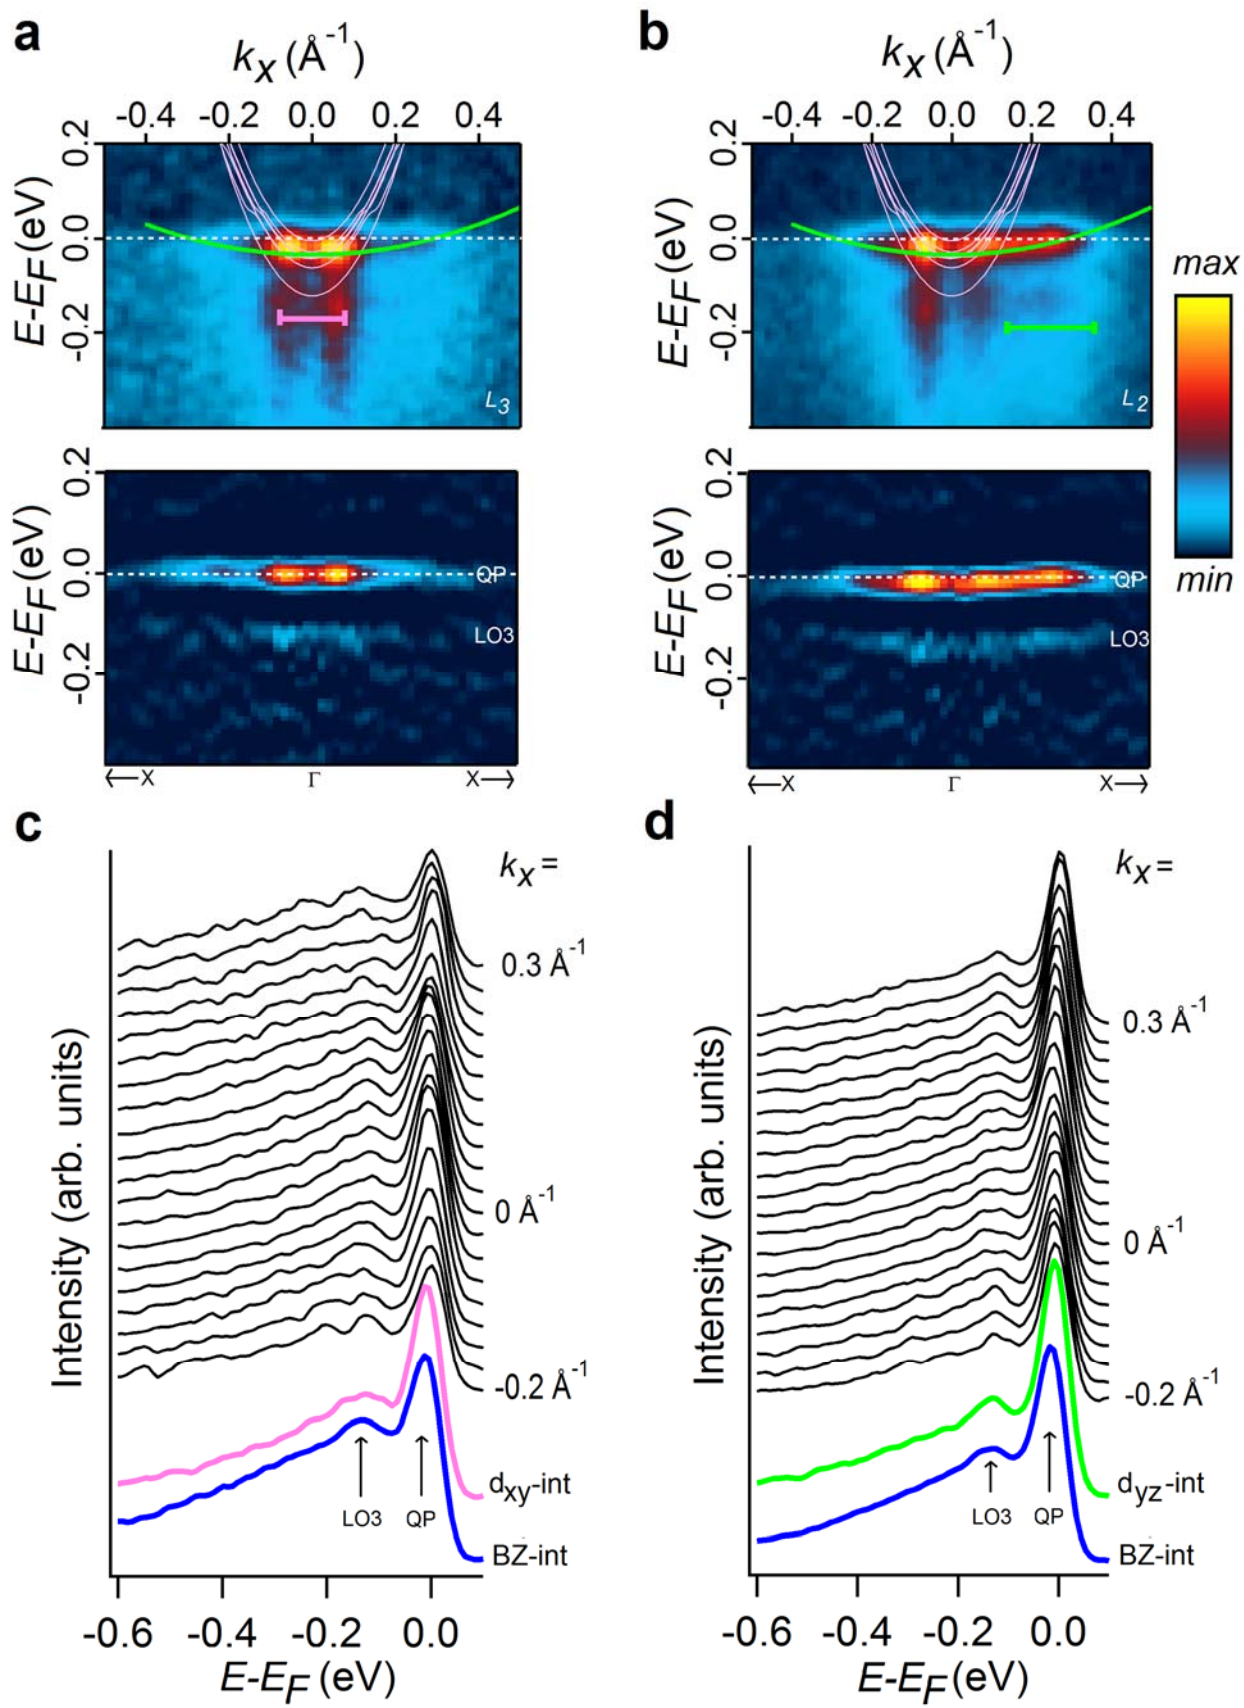 a
b
k_x (Å⁻¹)
k_x (Å⁻¹)
-0.4 -0.2 0.0 0.2 0.4
-0.4 -0.2 0.0 0.2 0.4
E-E_F (eV)
0.2
0.0
-0.2
L_3
E-E_F (eV)
0.2
0.0
-0.2
L_2
max
min
E-E_F (eV)
0.2
0.0
-0.2
QP
LO3
←X Γ X→
E-E_F (eV)
0.2
0.0
-0.2
QP
LO3
←X Γ X→
c
k_x =
0.3 Å⁻¹
0 Å⁻¹
-0.2 Å⁻¹
d_xy-int
BZ-int
LO3 QP
Intensity (arb. units)
-0.6 -0.4 -0.2 0.0
E-E_F (eV)
d
k_x =
0.3 Å⁻¹
0 Å⁻¹
-0.2 Å⁻¹
d_yz-int
BZ-int
LO3 QP
Intensity (arb. units)
-0.6 -0.4 -0.2 0.0
E-E_F (eV)